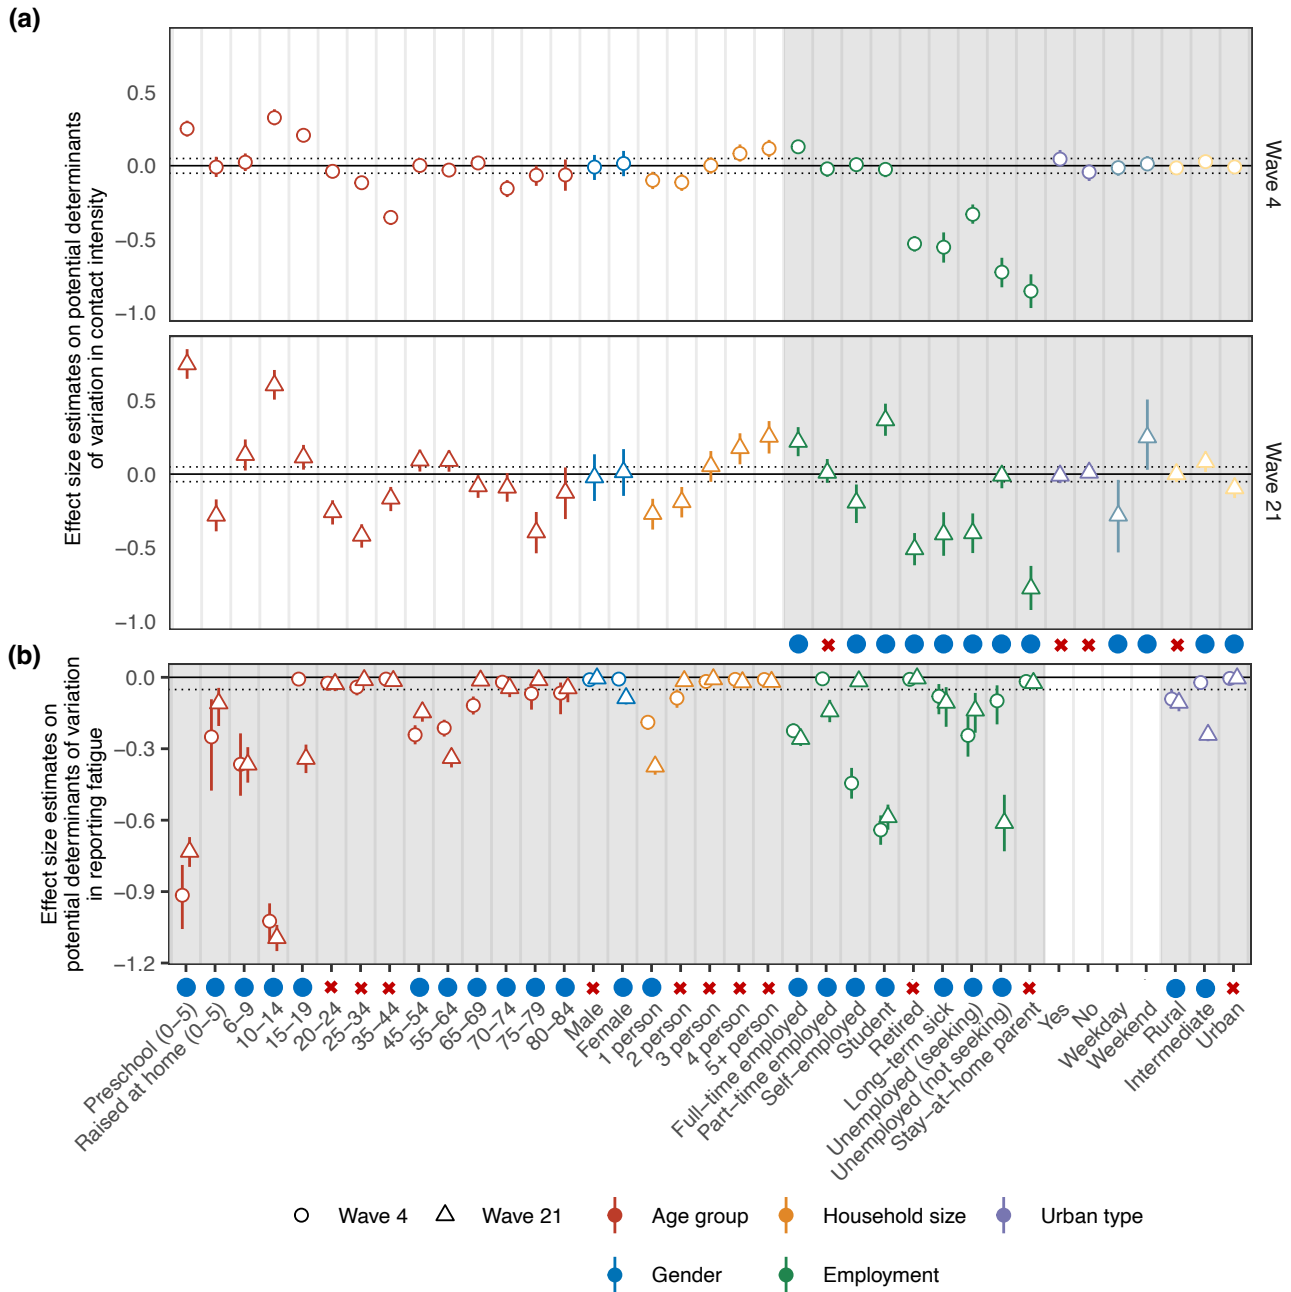 (a)
Effect size estimates on potential determinants
of variation in contact intensity
0.5
0.0
−0.5
−1.0
Wave 4
0.5
0.0
−0.5
−1.0
Wave 21
(b)
Effect size estimates on
potential determinants of variation
in reporting fatigue
0.0
−0.3
−0.6
−0.9
−1.2
Preschool (0−5)
Raised at home (0−5)
6−9
10−14
15−19
20−24
25−34
35−44
45−54
55−64
65−69
70−74
75−79
80−84
Male
Female
1 person
2 person
3 person
4 person
5+ person
Full−time employed
Part−time employed
Self−employed
Student
Retired
Long−term sick
Unemployed (seeking)
Unemployed (not seeking)
Stay−at−home parent
Yes
No
Weekday
Weekend
Rural
Intermediate
Urban
Wave 4
Wave 21
Age group
Household size
Urban type
Gender
Employment